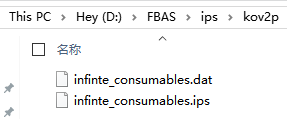 This PC > Hey (D:) > FBAS > ips > kov2p
名称
infinte_consumables.dat
infinte_consumables.ips